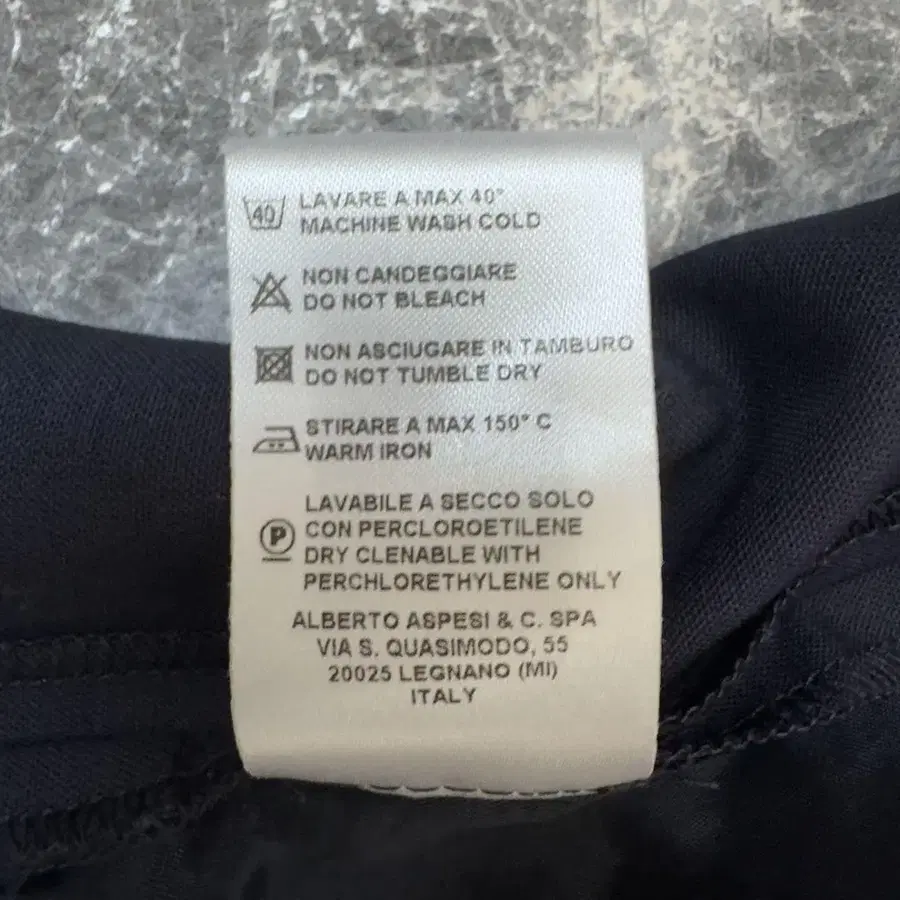 40 LAVARE A MAX 40°
MACHINE WASH COLD
NON CANDEGGIARE
DO NOT BLEACH
NON ASCIUGARE IN TAMBURO
DO NOT TUMBLE DRY
STIRARE A MAX 150° C
WARM IRON
LAVABILE A SECCO SOLO
P CON PERCLOROETILENE
DRY CLENABLE WITH
PERCHLORETHYLENE ONLY
ALBERTO ASPESI & C. SPA
VIA S. QUASIMODO, 55
20025 LEGNANO (MI)
ITALY